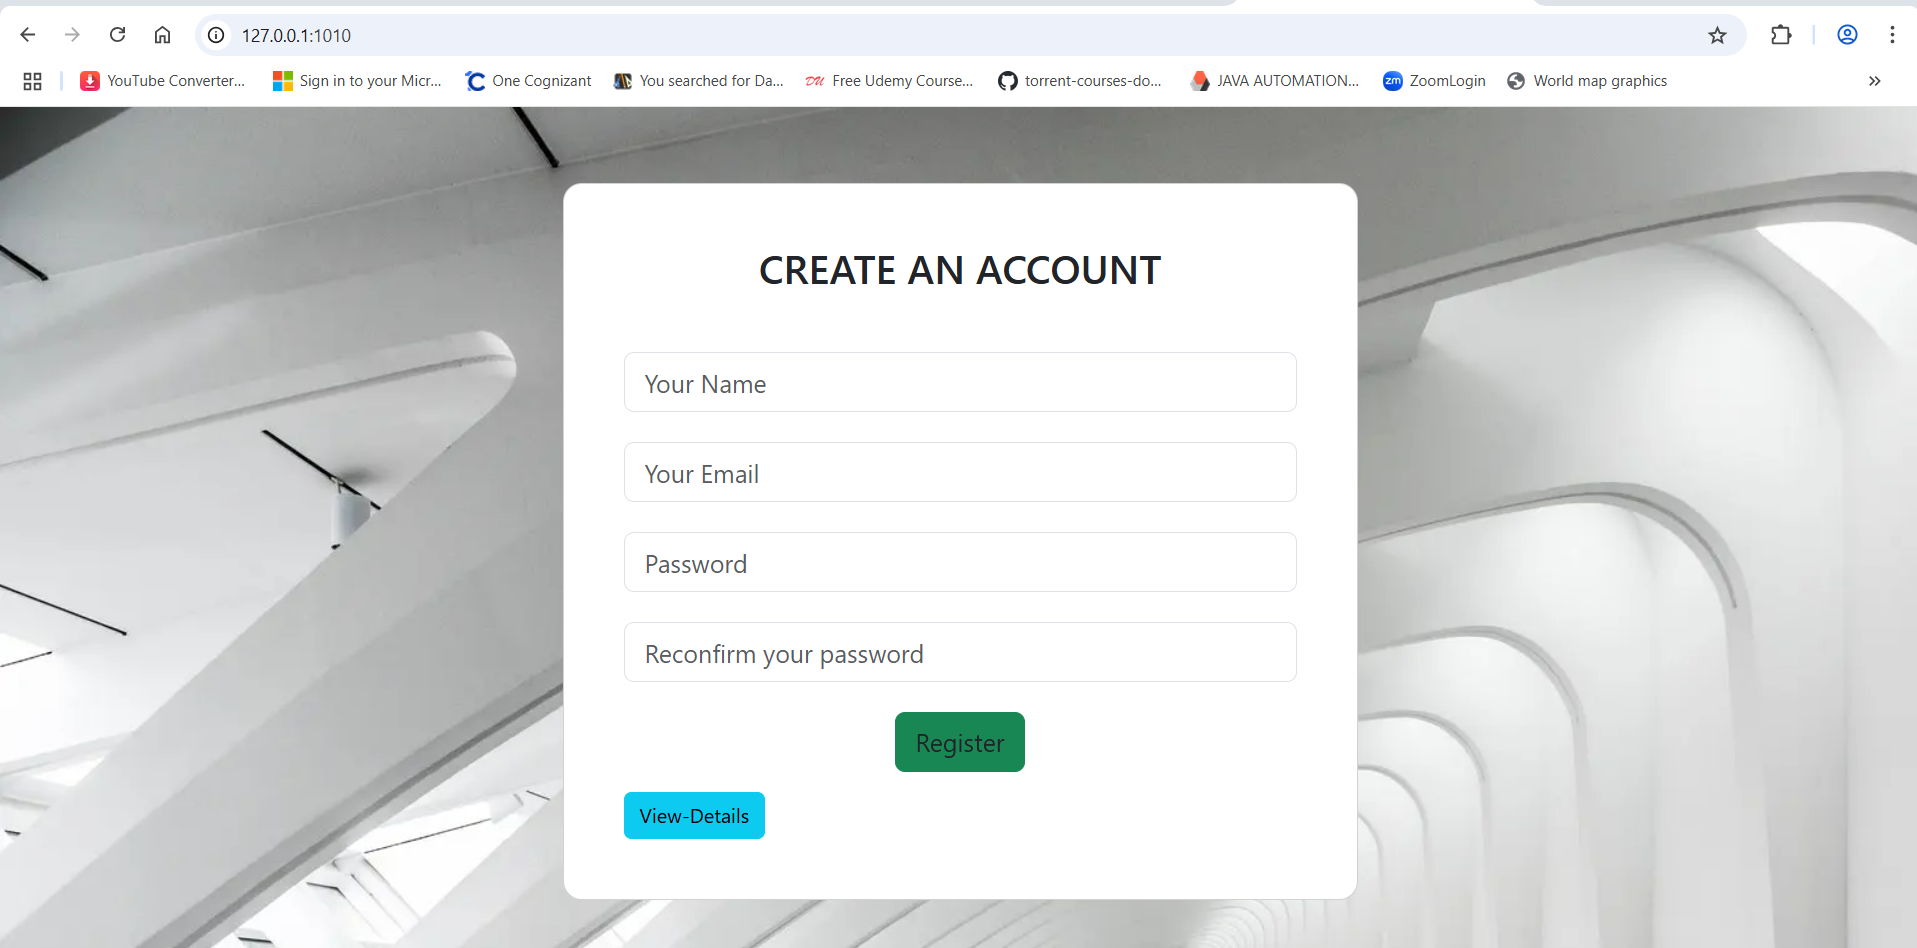 127.0.0.1:1010
YouTube Converter...
Sign in to your Micr...
One Cognizant
You searched for Da...
DU Free Udemy Course...
torrent-courses-do...
JAVA AUTOMATION...
zm ZoomLogin
World map graphics
CREATE AN ACCOUNT
Your Name
Your Email
Password
Reconfirm your password
Register
View-Details